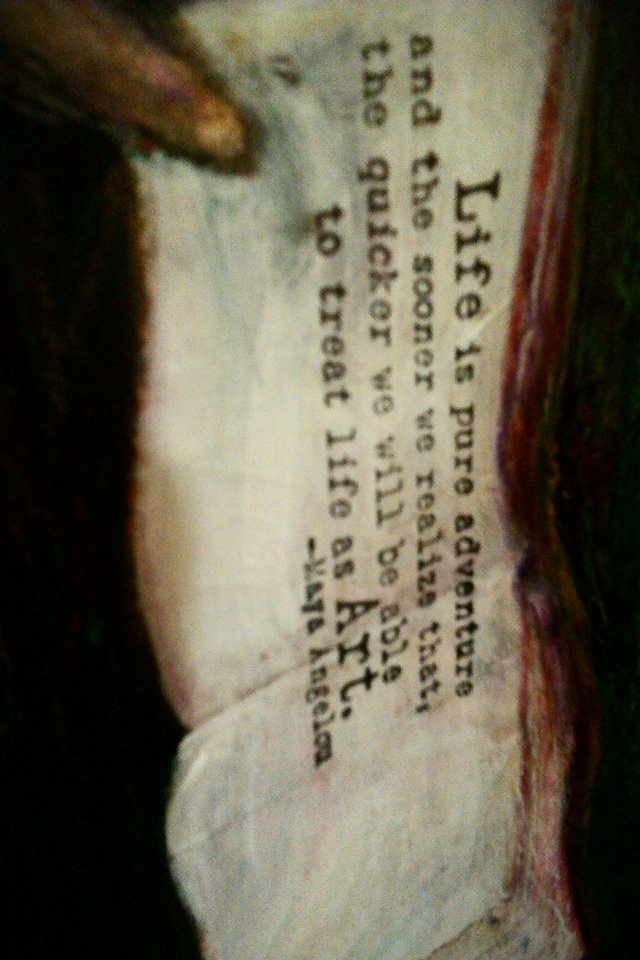 Life is pure adventure
and the sooner we realize that,
the quicker we will be able
to treat life as Art.
-Maya Angelou